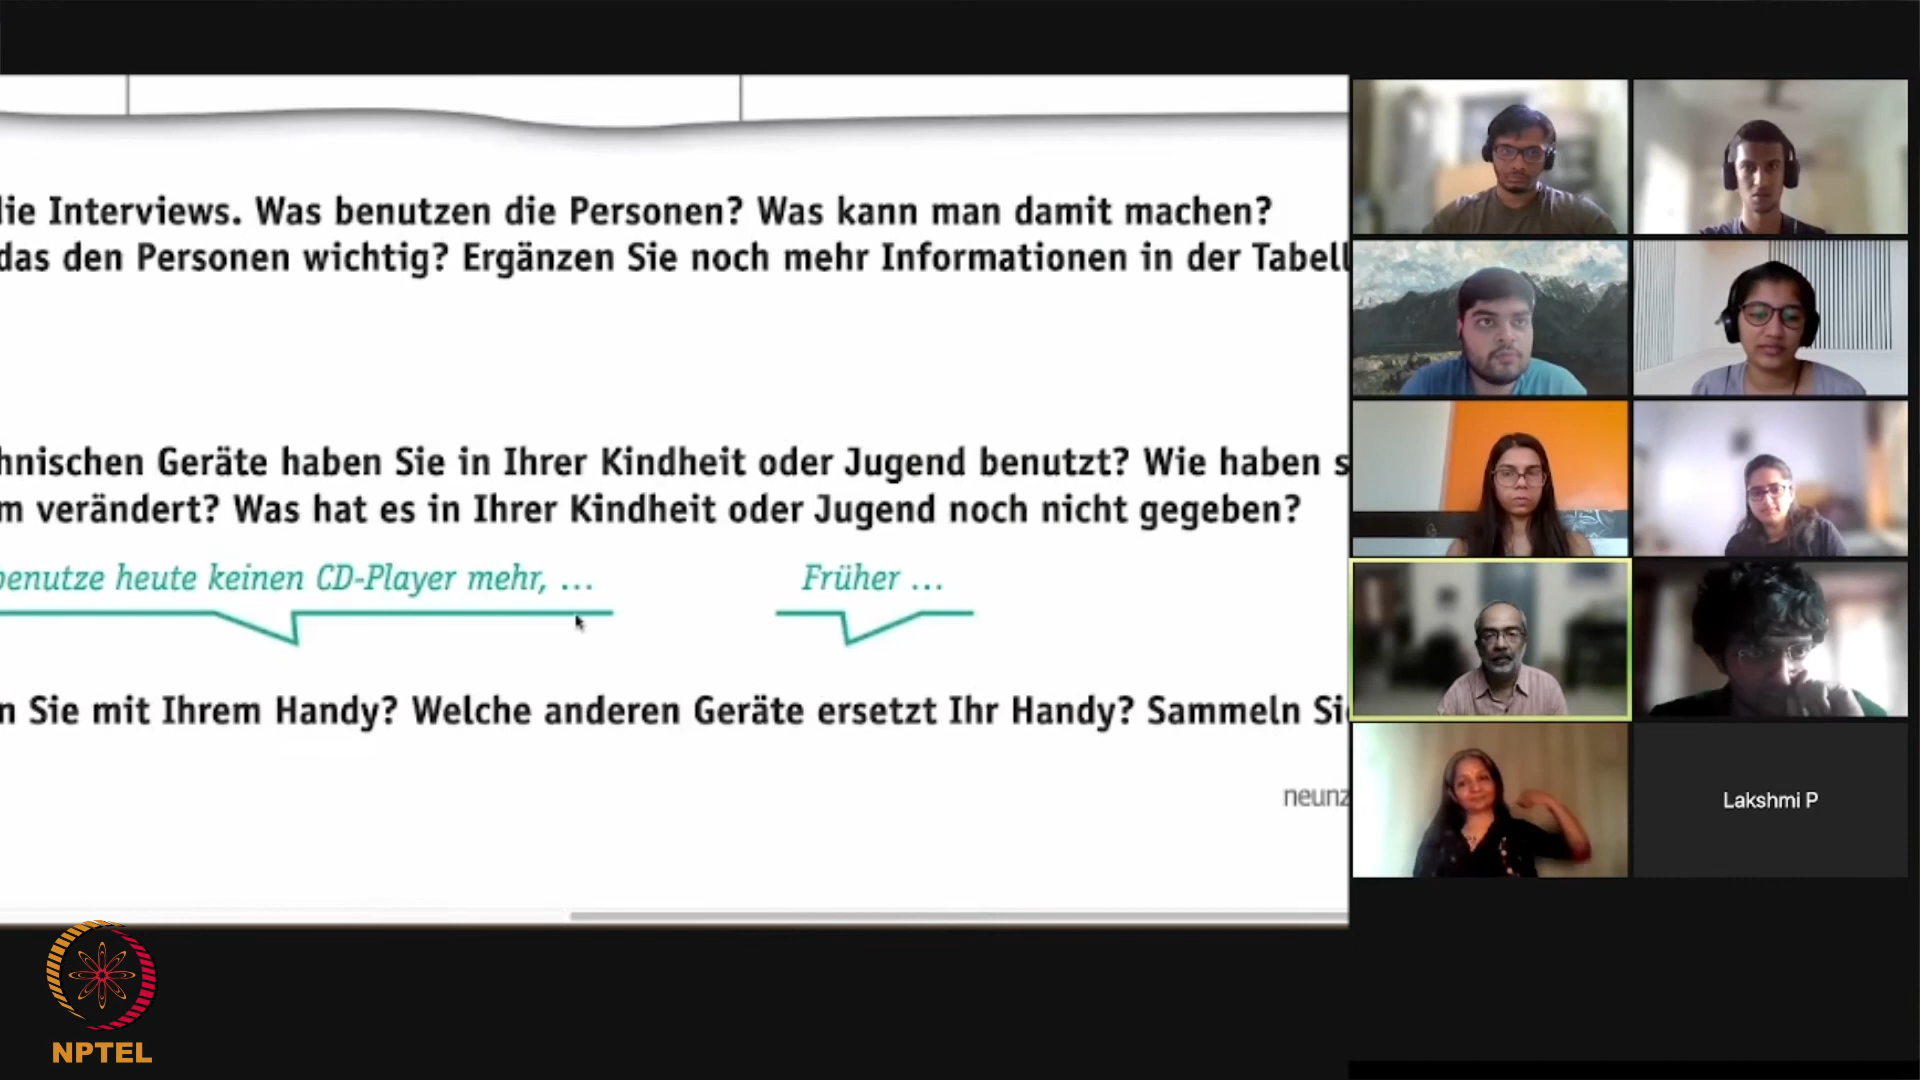 die Interviews. Was benutzen die Personen? Was kann man damit machen?
das den Personen wichtig? Ergänzen Sie noch mehr Informationen in der Tabell
hnischen Geräte haben Sie in Ihrer Kindheit oder Jugend benutzt? Wie haben s
m verändert? Was hat es in Ihrer Kindheit oder Jugend noch nicht gegeben?
benutze heute keinen CD-Player mehr, ...
Früher ...
n Sie mit Ihrem Handy? Welche anderen Geräte ersetzt Ihr Handy? Sammeln Si
neunz
Lakshmi P
NPTEL